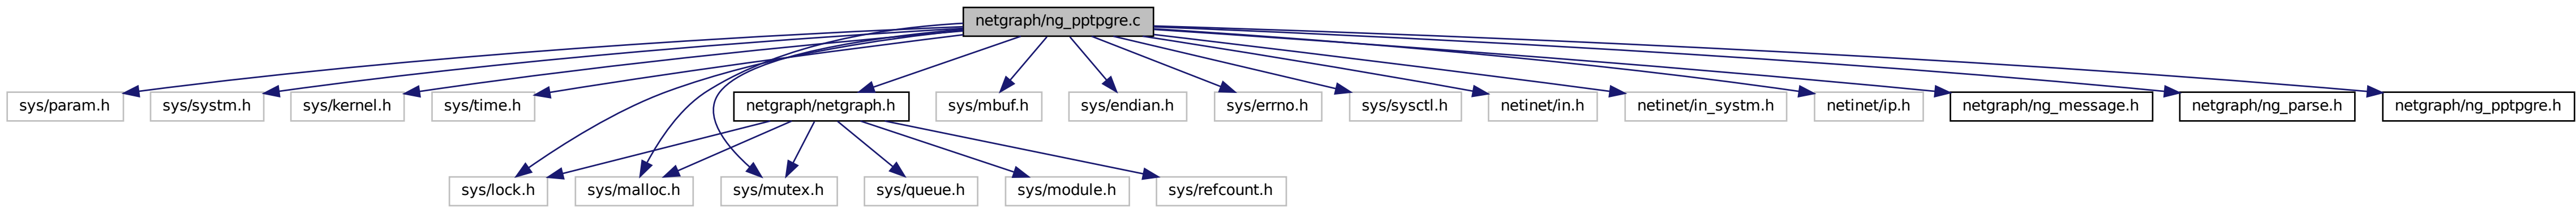 netgraph/ng_pptpgre.c
sys/param.h
sys/systm.h
sys/kernel.h
sys/time.h
netgraph/netgraph.h
sys/mbuf.h
sys/endian.h
sys/errno.h
sys/sysctl.h
netinet/in.h
netinet/in_systm.h
netinet/ip.h
netgraph/ng_message.h
netgraph/ng_parse.h
netgraph/ng_pptpgre.h
sys/lock.h
sys/malloc.h
sys/mutex.h
sys/queue.h
sys/module.h
sys/refcount.h